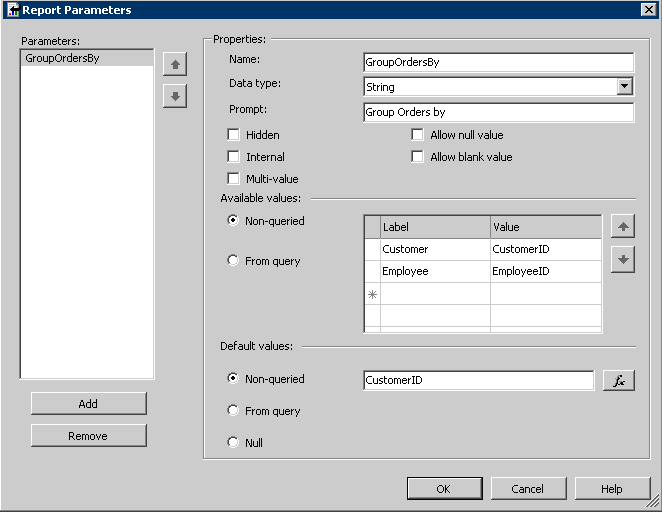 Report Parameters
Parameters:
GroupOrdersBy
Add
Remove
Properties:
Name: GroupOrdersBy
Data type: String
Prompt: Group Orders by
Hidden Allow null value
Internal Allow blank value
Multi-value
Available values:
Non-queried
From query
Label Value
Customer CustomerID
Employee EmployeeID
Default values:
Non-queried CustomerID fx
From query
Null
OK Cancel Help